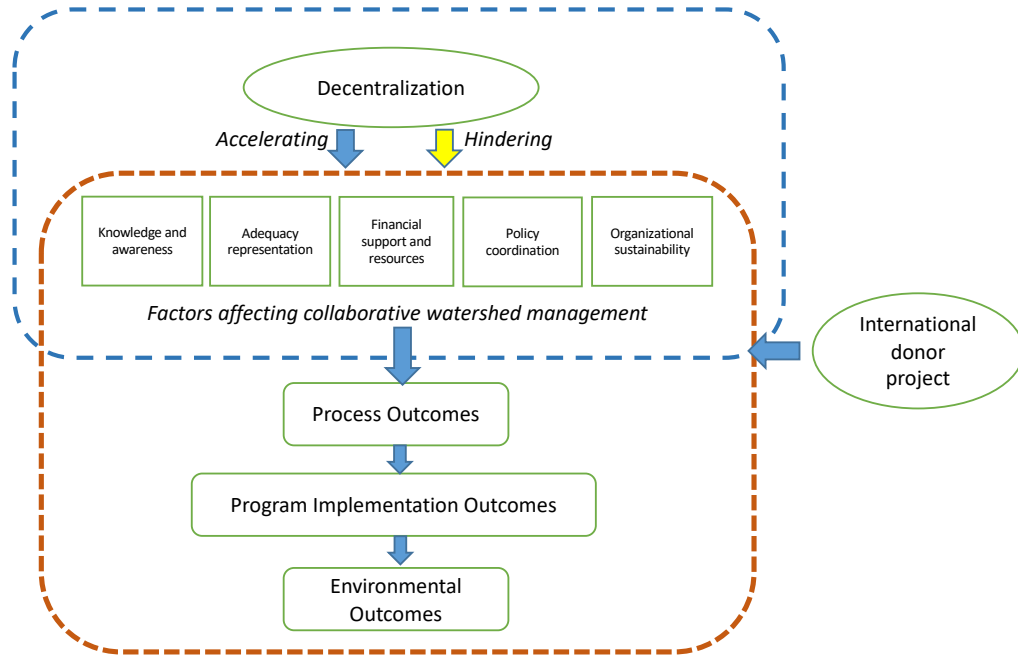 Decentralization
Accelerating
Hindering
Knowledge and
awareness
Adequacy
representation
Financial
support and
resources
Policy
coordination
Organizational
sustainability
Factors affecting collaborative watershed management
International
donor
project
Process Outcomes
Program Implementation Outcomes
Environmental
Outcomes